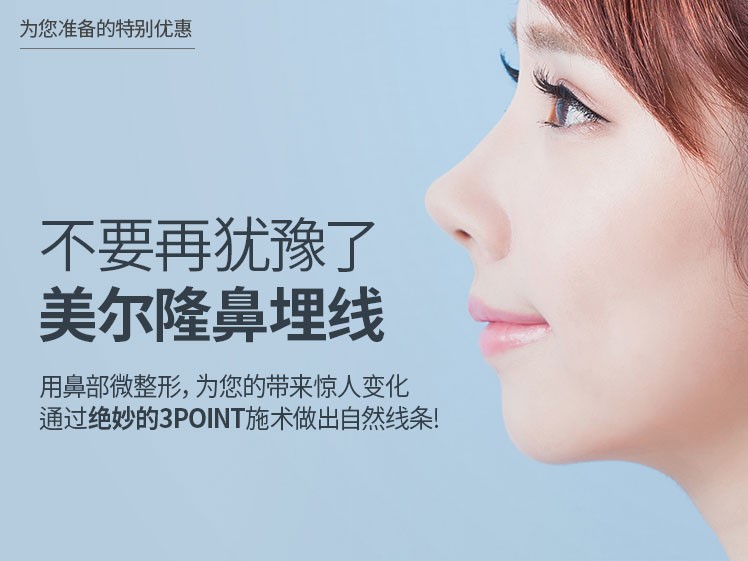 为您准备的特别优惠
不要再犹豫了
美尔隆鼻埋线
用鼻部微整形, 为您的带来惊人变化
通过绝妙的3POINT施术做出自然线条!